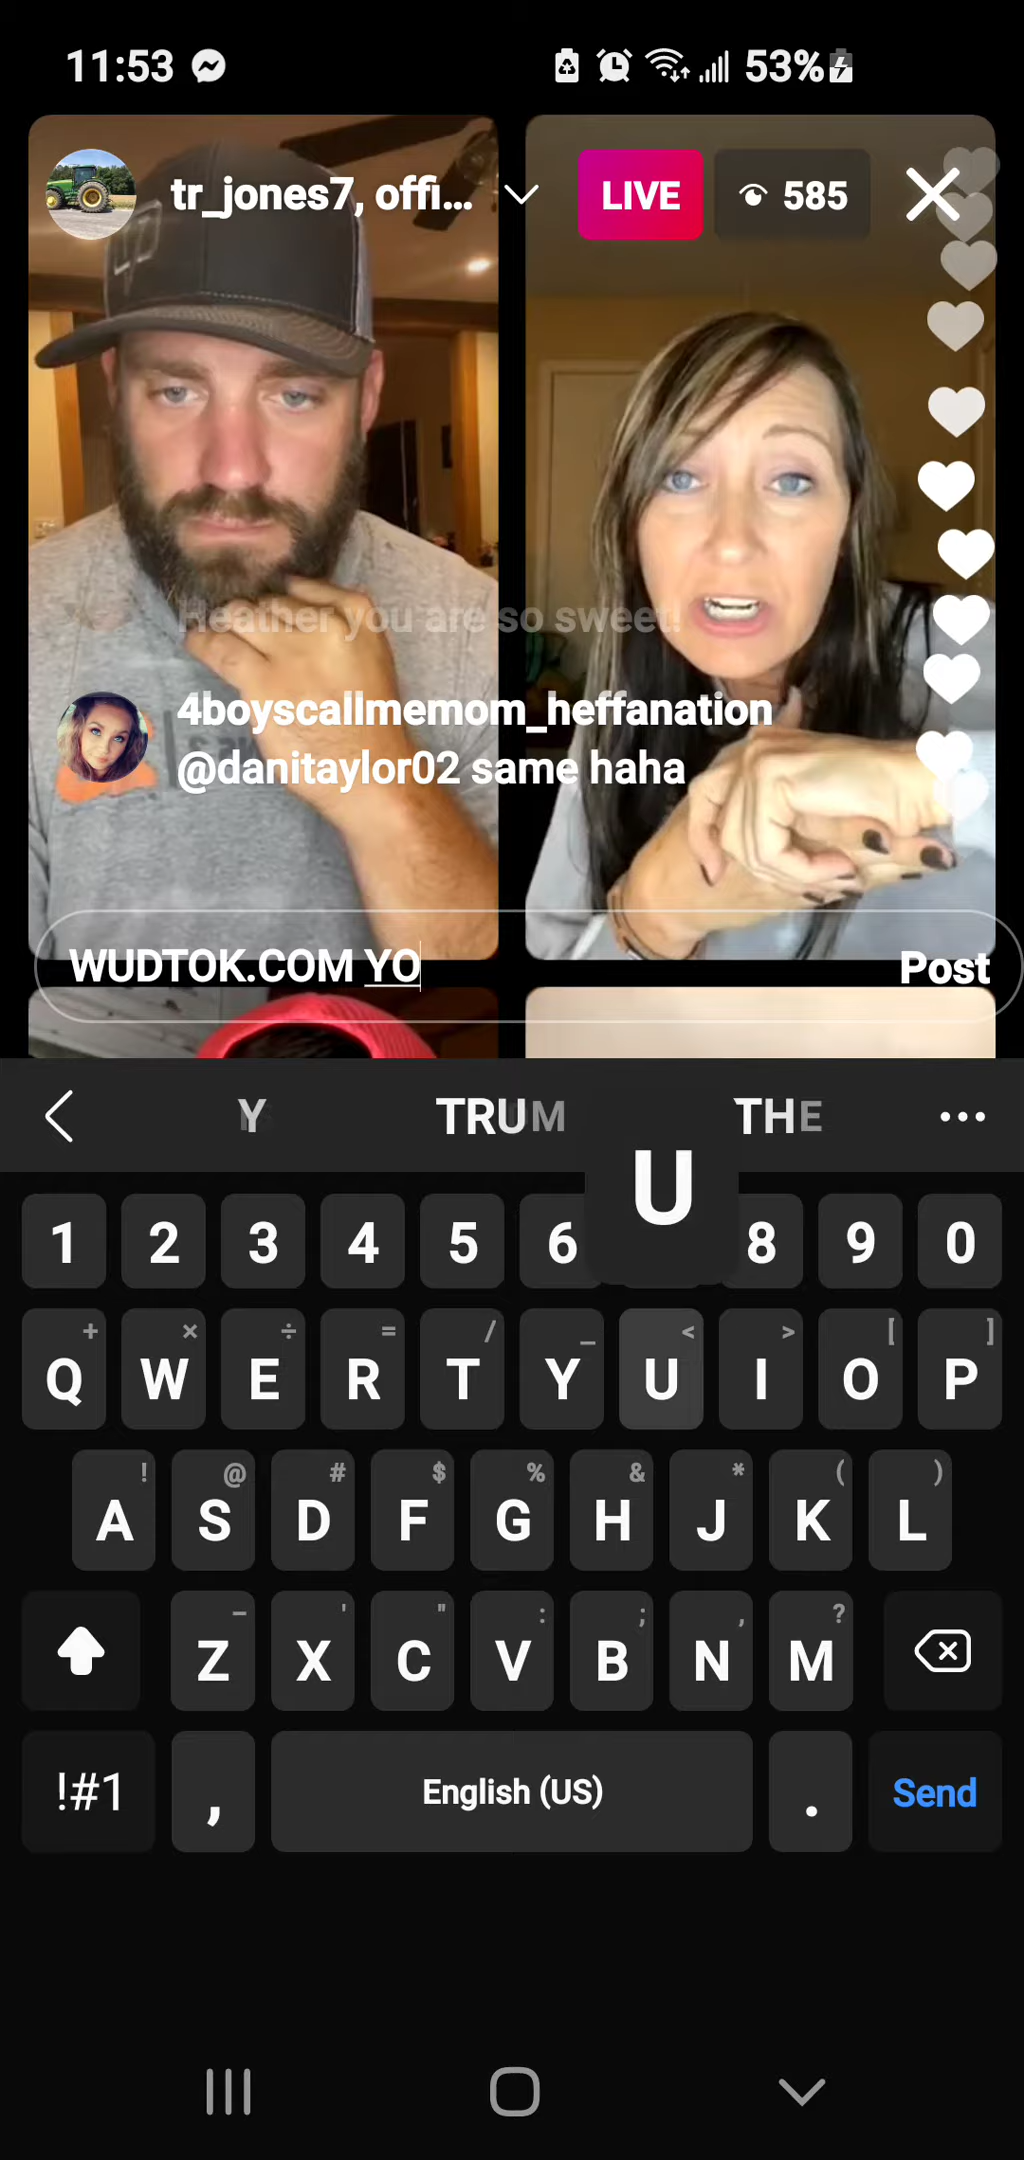 11:53 53%
tr_jones7, offi... LIVE 585
Heather you are so sweet!
4boyscallmemom_heffanation
@danitaylor02 same haha
WUDTOK.COM YO Post
Y TRUM THE
U
1 2 3 4 5 6 8 9 0
+ × ÷ = / _ < > [ ]
Q W E R T Y U I O P
! @ # $ % & * ( )
A S D F G H J K L
- ' " : ; , ?
Z X C V B N M
!#1 , English (US) . Send